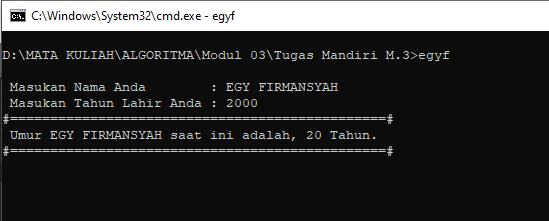 C:\Windows\System32\cmd.exe - egyf
D:\MATA KULIAH\ALGORITMA\Modul 03\Tugas Mandiri M.3>egyf
Masukan Nama Anda : EGY FIRMANSYAH
Masukan Tahun Lahir Anda : 2000
#===============================================#
Umur EGY FIRMANSYAH saat ini adalah, 20 Tahun.
#===============================================#